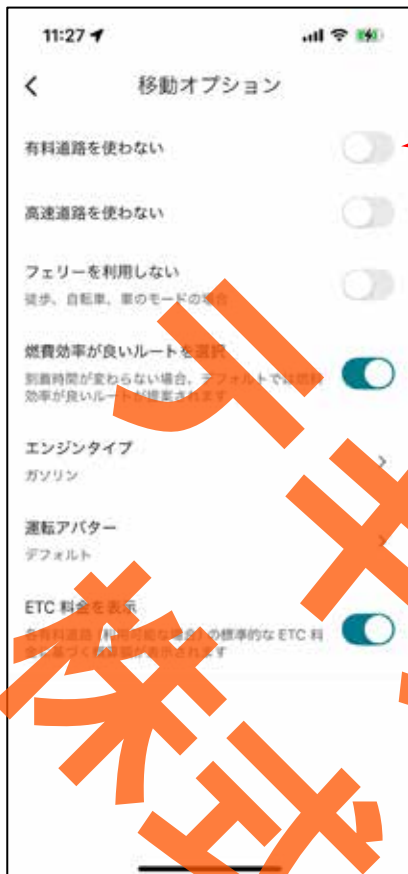 11:27
移動オプション
有料道路を使わない
高速道路を使わない
フェリーを利用しない
徒歩、自転車、車のモードの場合
燃費効率が良いルートを選択
到着時間が変わらない場合、デフォルトでは燃料
効率が良いルートが提案されます
エンジンタイプ
ガソリン
運転アバター
デフォルト
ETC 料金を表示
各有料道路（利用可能な場合）の標準的な ETC 料
金に基づく概算額が表示されます
株式